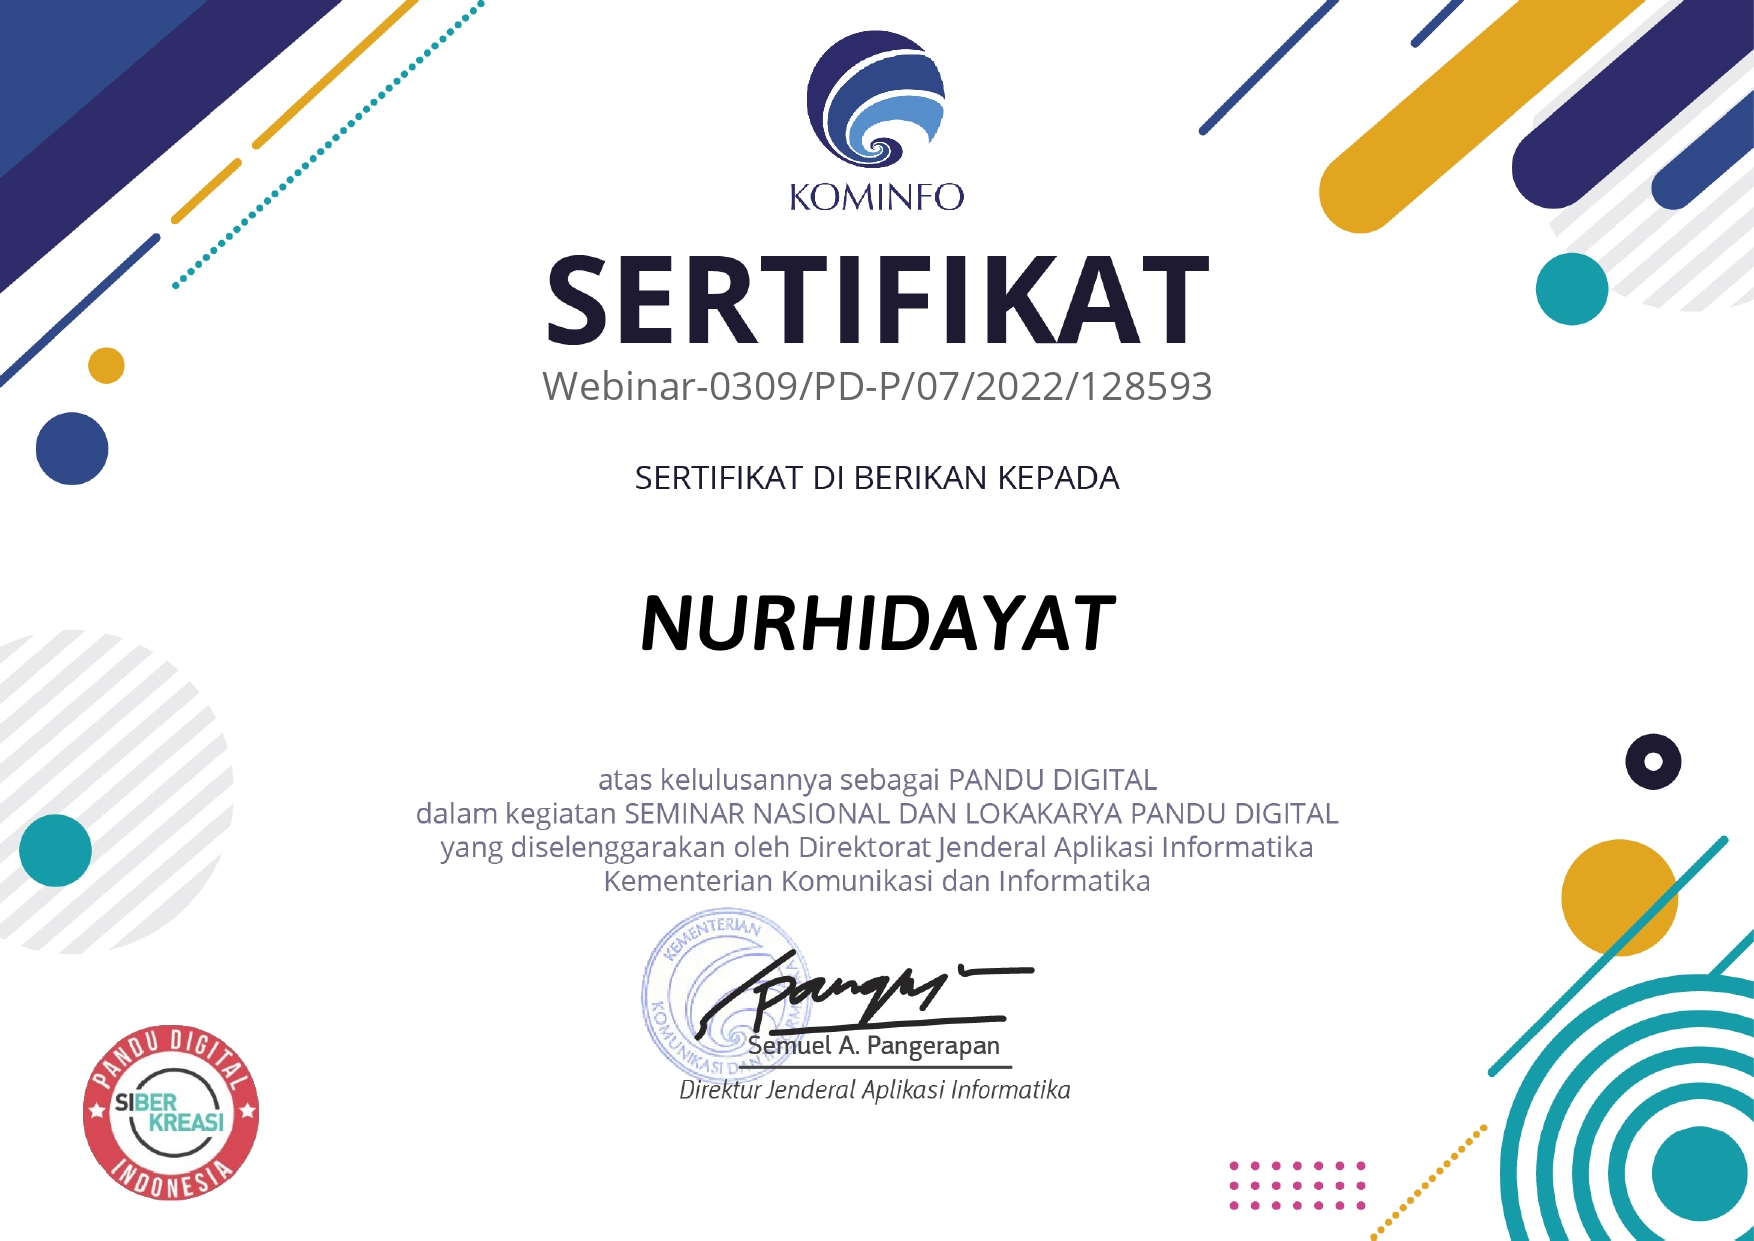 KOMINFO
SERTIFIKAT
Webinar-0309/PD-P/07/2022/128593
SERTIFIKAT DI BERIKAN KEPADA
NURHIDAYAT
atas kelulusannya sebagai PANDU DIGITAL
dalam kegiatan SEMINAR NASIONAL DAN LOKAKARYA PANDU DIGITAL
yang diselenggarakan oleh Direktorat Jenderal Aplikasi Informatika
Kementerian Komunikasi dan Informatika
KEMENTERIAN
KOMUNIKASI DAN INFORMATIKA
Semuel A. Pangerapan
Direktur Jenderal Aplikasi Informatika
PANDU DIGITAL
SIBER
KREASI
INDONESIA